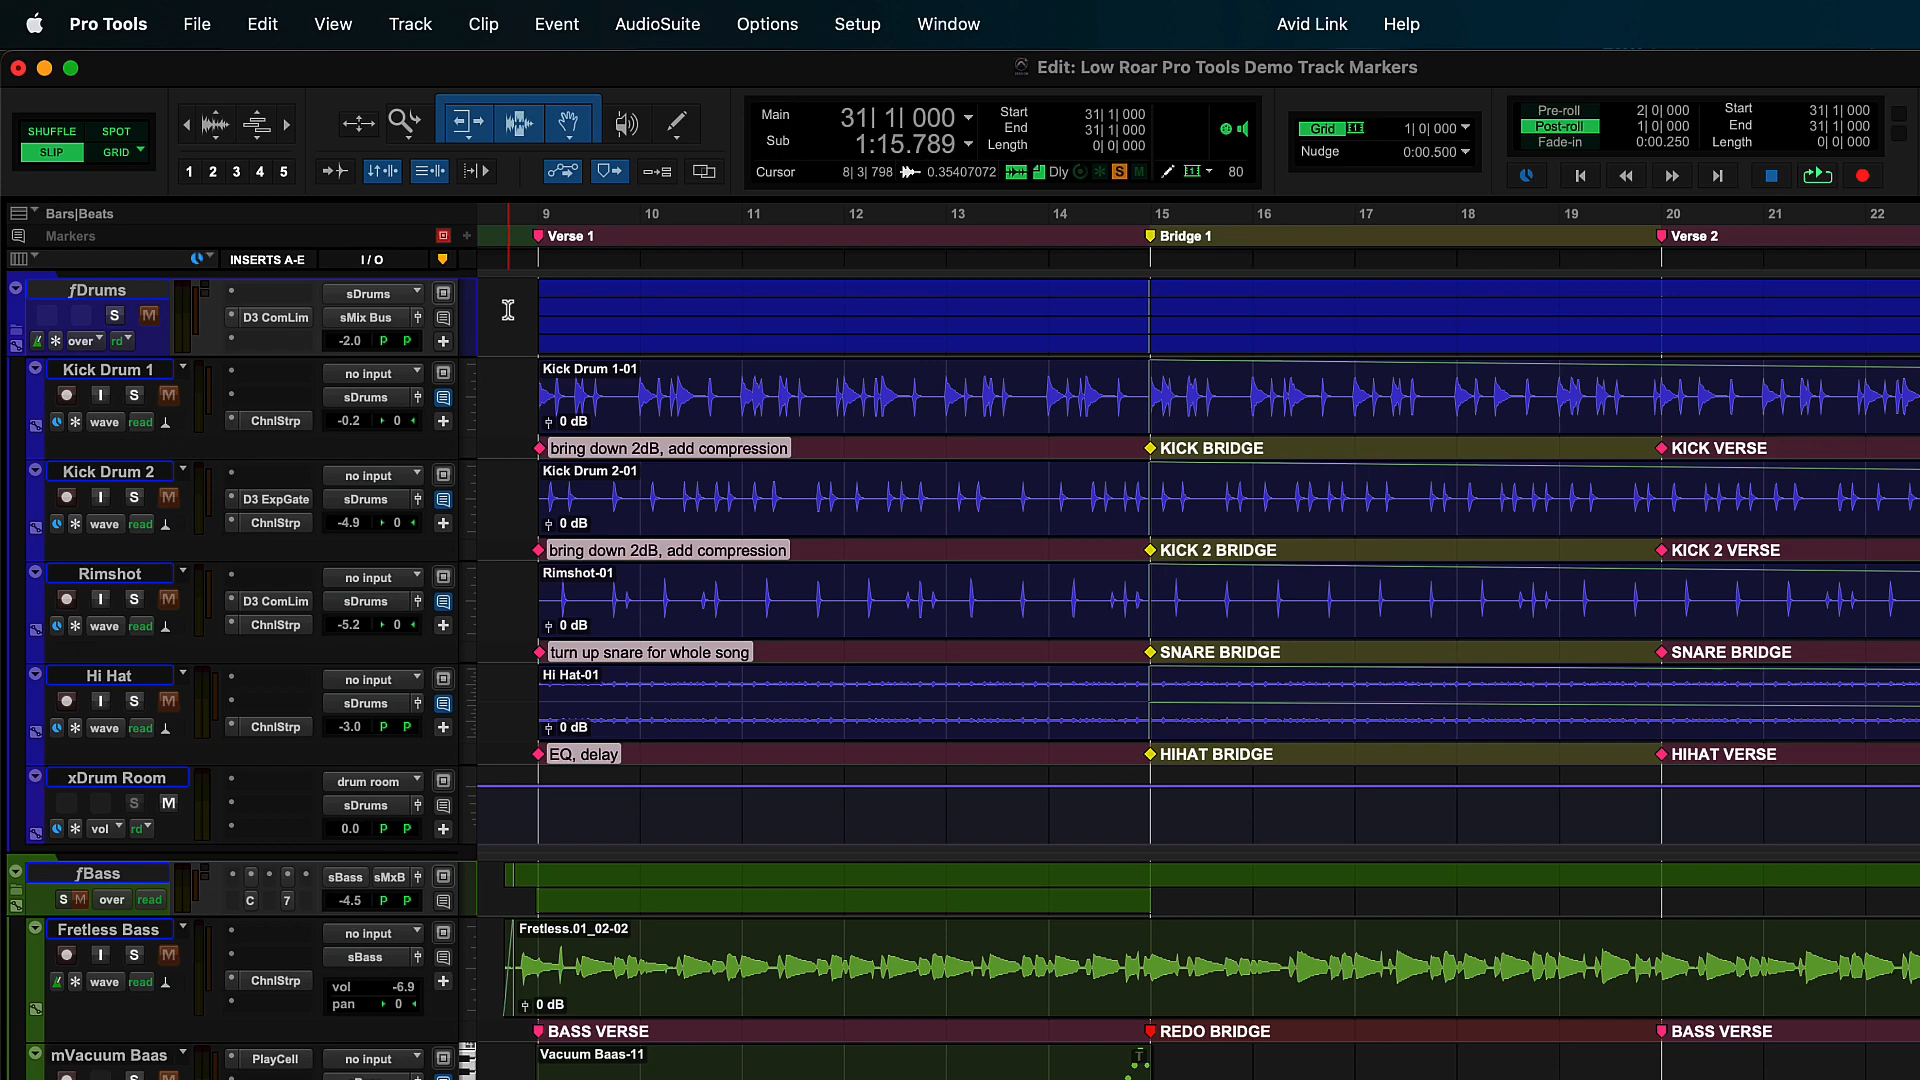 Pro Tools File Edit View Track Clip Event AudioSuite Options Setup Window Avid Link Help
Edit: Low Roar Pro Tools Demo Track Markers
SHUFFLE SPOT
SLIP GRID
1 2 3 4 5
Main 31| 1| 000
Sub 1:15.789
Start 31| 1| 000
End 31| 1| 000
Length 0| 0| 000
Cursor 8| 3| 798 0.35407072 Dly S M 80
Grid 1| 0| 000
Nudge 0:00.500
Pre-roll 2| 0| 000
Post-roll 1| 0| 000
Fade-in 0:00.250
Start 31| 1| 000
End 31| 1| 000
Length 0| 0| 000
Bars|Beats 9 10 11 12 13 14 15 16 17 18 19 20 21 22
Markers Verse 1 Bridge 1 Verse 2
INSERTS A-E I / O
ƒDrums sDrums
S M D3 ComLim sMix Bus
over rd -2.0 P P
Kick Drum 1 no input Kick Drum 1-01
I S M sDrums
wave read ChnlStrp -0.2 0 0 dB
bring down 2dB, add compression KICK BRIDGE KICK VERSE
Kick Drum 2 no input Kick Drum 2-01
I S M D3 ExpGate sDrums
wave read ChnlStrp -4.9 0 0 dB
bring down 2dB, add compression KICK 2 BRIDGE KICK 2 VERSE
Rimshot no input Rimshot-01
I S M D3 ComLim sDrums
wave read ChnlStrp -5.2 0 0 dB
turn up snare for whole song SNARE BRIDGE SNARE BRIDGE
Hi Hat no input Hi Hat-01
I S M sDrums
wave read ChnlStrp -3.0 P P 0 dB
EQ, delay HIHAT BRIDGE HIHAT VERSE
xDrum Room drum room
S M sDrums
vol rd 0.0 P P
ƒBass sBass sMxB
S M over read C 7 -4.5 P P
Fretless Bass no input Fretless.01_02-02
I S M sBass
wave read ChnlStrp vol -6.9
pan 0 0 dB
BASS VERSE REDO BRIDGE BASS VERSE
mVacuum Baas PlayCell no input Vacuum Baas-11